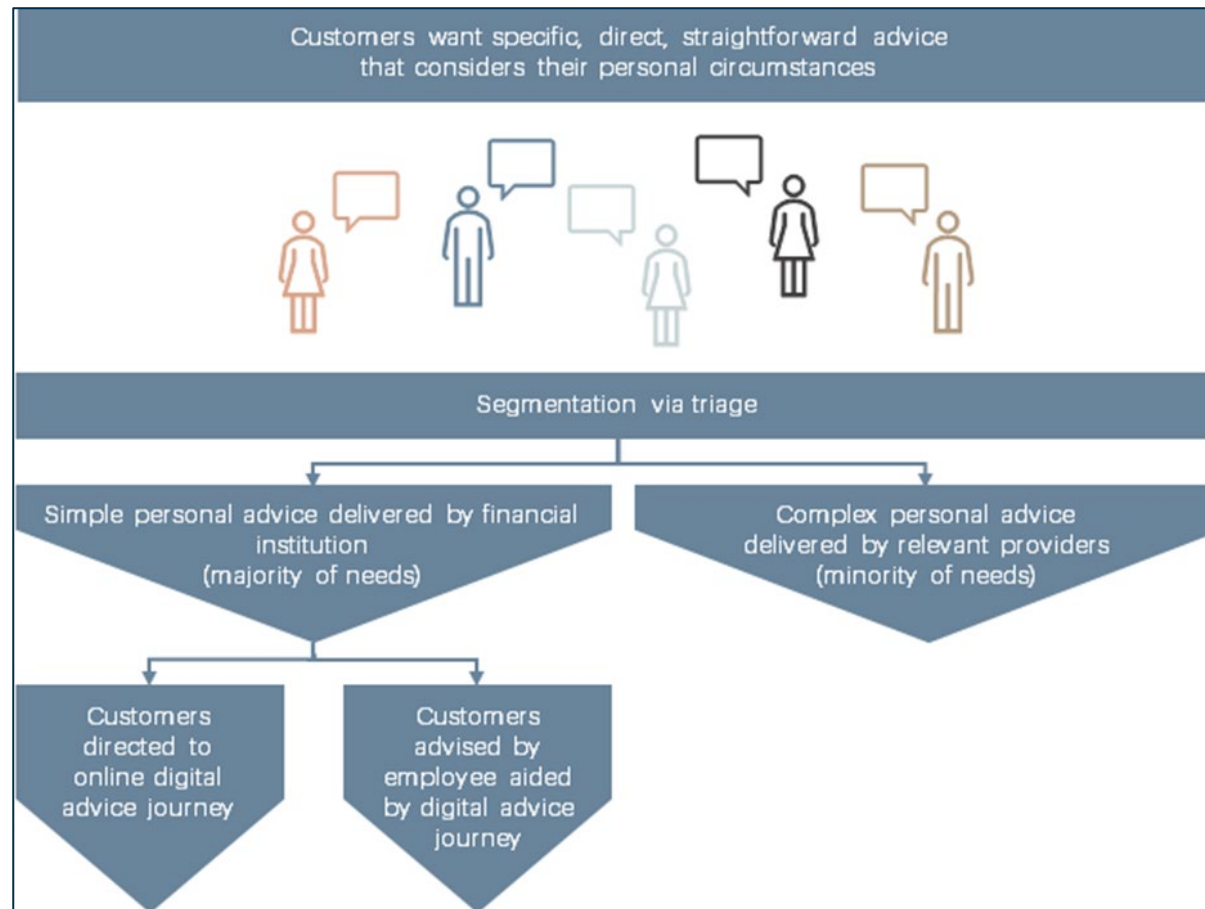 Customers want specific, direct, straightforward advice
that considers their personal circumstances
Segmentation via triage
Simple personal advice delivered by financial
institution
(majority of needs)
Complex personal advice
delivered by relevant providers
(minority of needs)
Customers
directed to
online digital
advice journey
Customers
advised by
employee aided
by digital advice
journey